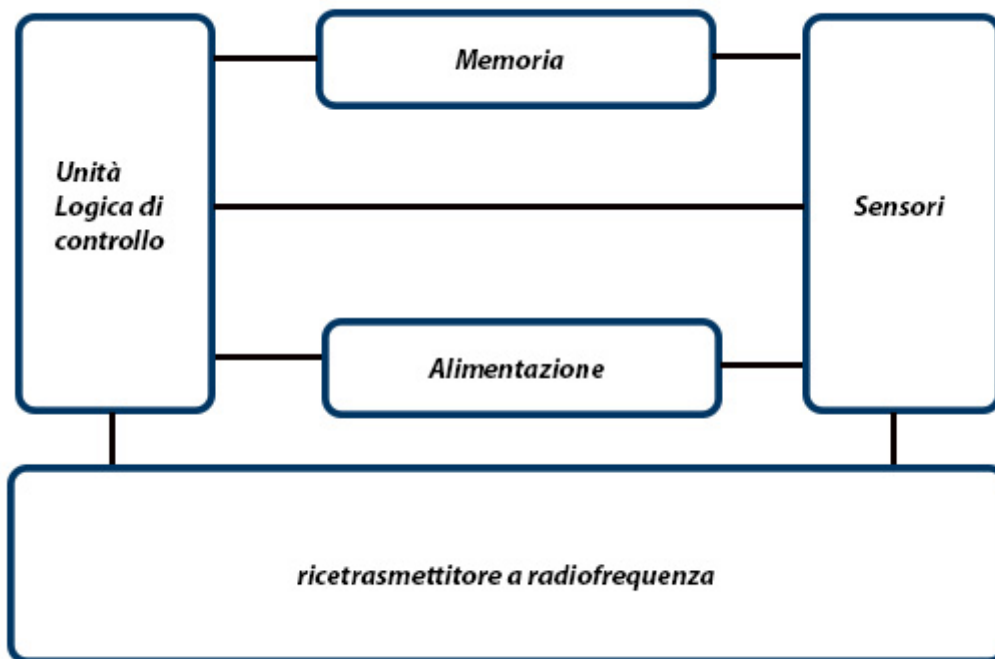 Memoria
Unità
Logica di
controllo
Sensori
Alimentazione
ricetrasmettitore a radiofrequenza